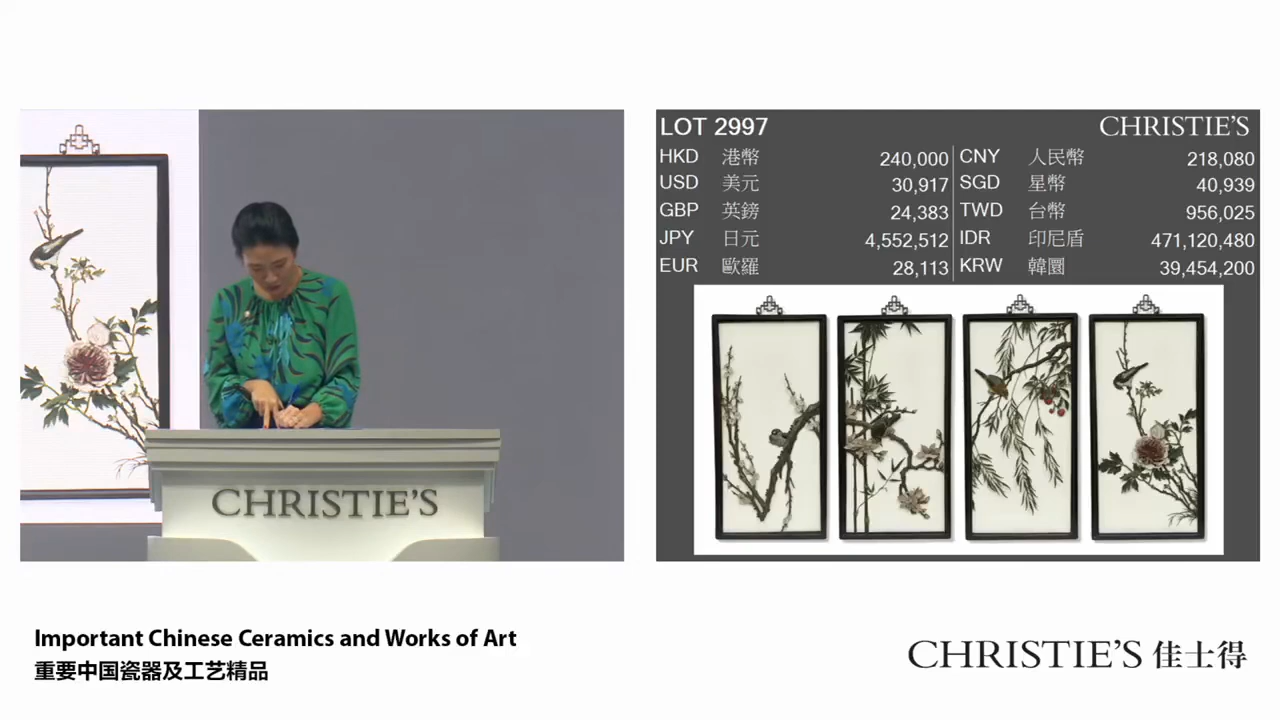 LOT 2997
CHRISTIE'S
HKD 港幣 240,000 CNY 人民幣 218,080
USD 美元 30,917 SGD 星幣 40,939
GBP 英鎊 24,383 TWD 台幣 956,025
JPY 日元 4,552,512 IDR 印尼盾 471,120,480
EUR 歐羅 28,113 KRW 韓圜 39,454,200
CHRISTIE'S
Important Chinese Ceramics and Works of Art
重要中国瓷器及工艺精品
CHRISTIE'S 佳士得